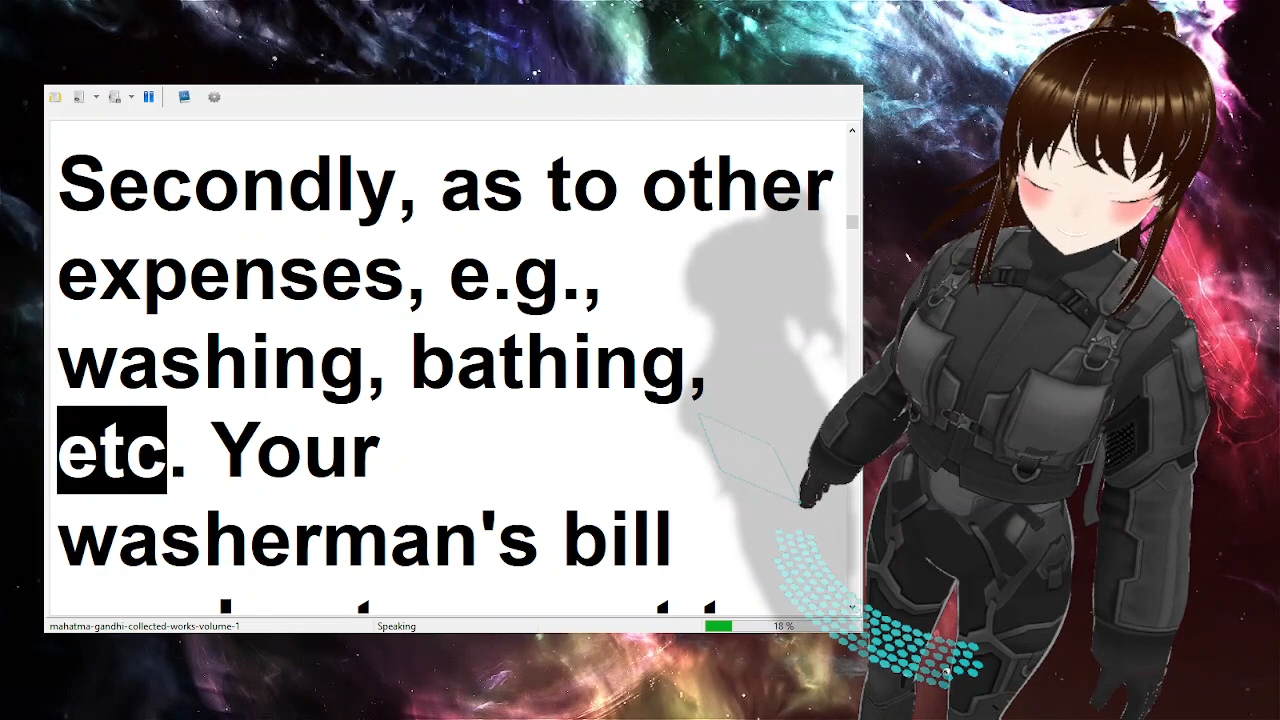 Secondly, as to other
expenses, e.g.,
washing, bathing,
etc. Your
washerman's bill
mahatma-gandhi-collected-works-volume-1 Speaking 18 %